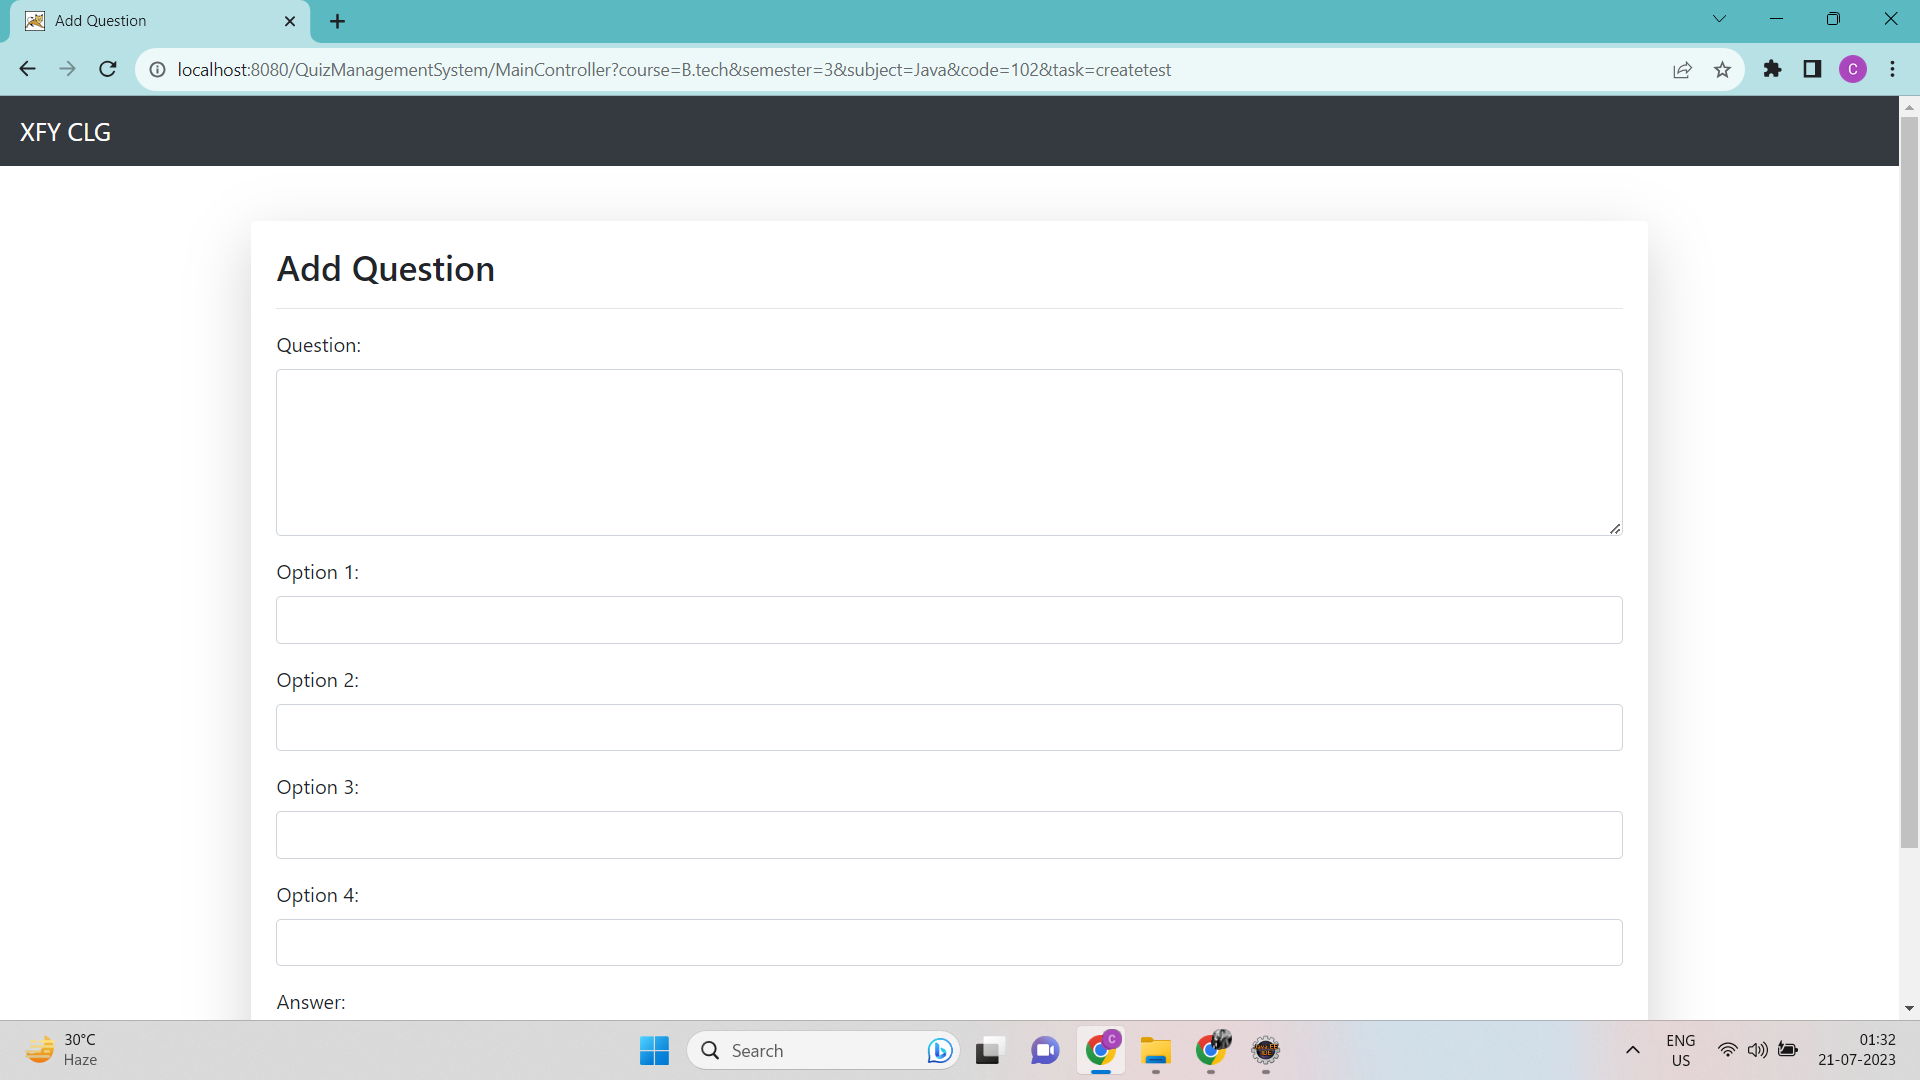 Add Question
localhost:8080/QuizManagementSystem/MainController?course=B.tech&semester=3&subject=Java&code=102&task=createtest
C
XFY CLG
Add Question
Question:
Option 1:
Option 2:
Option 3:
Option 4:
Answer:
30°C
Haze
Search
C
ENG
US
01:32
21-07-2023